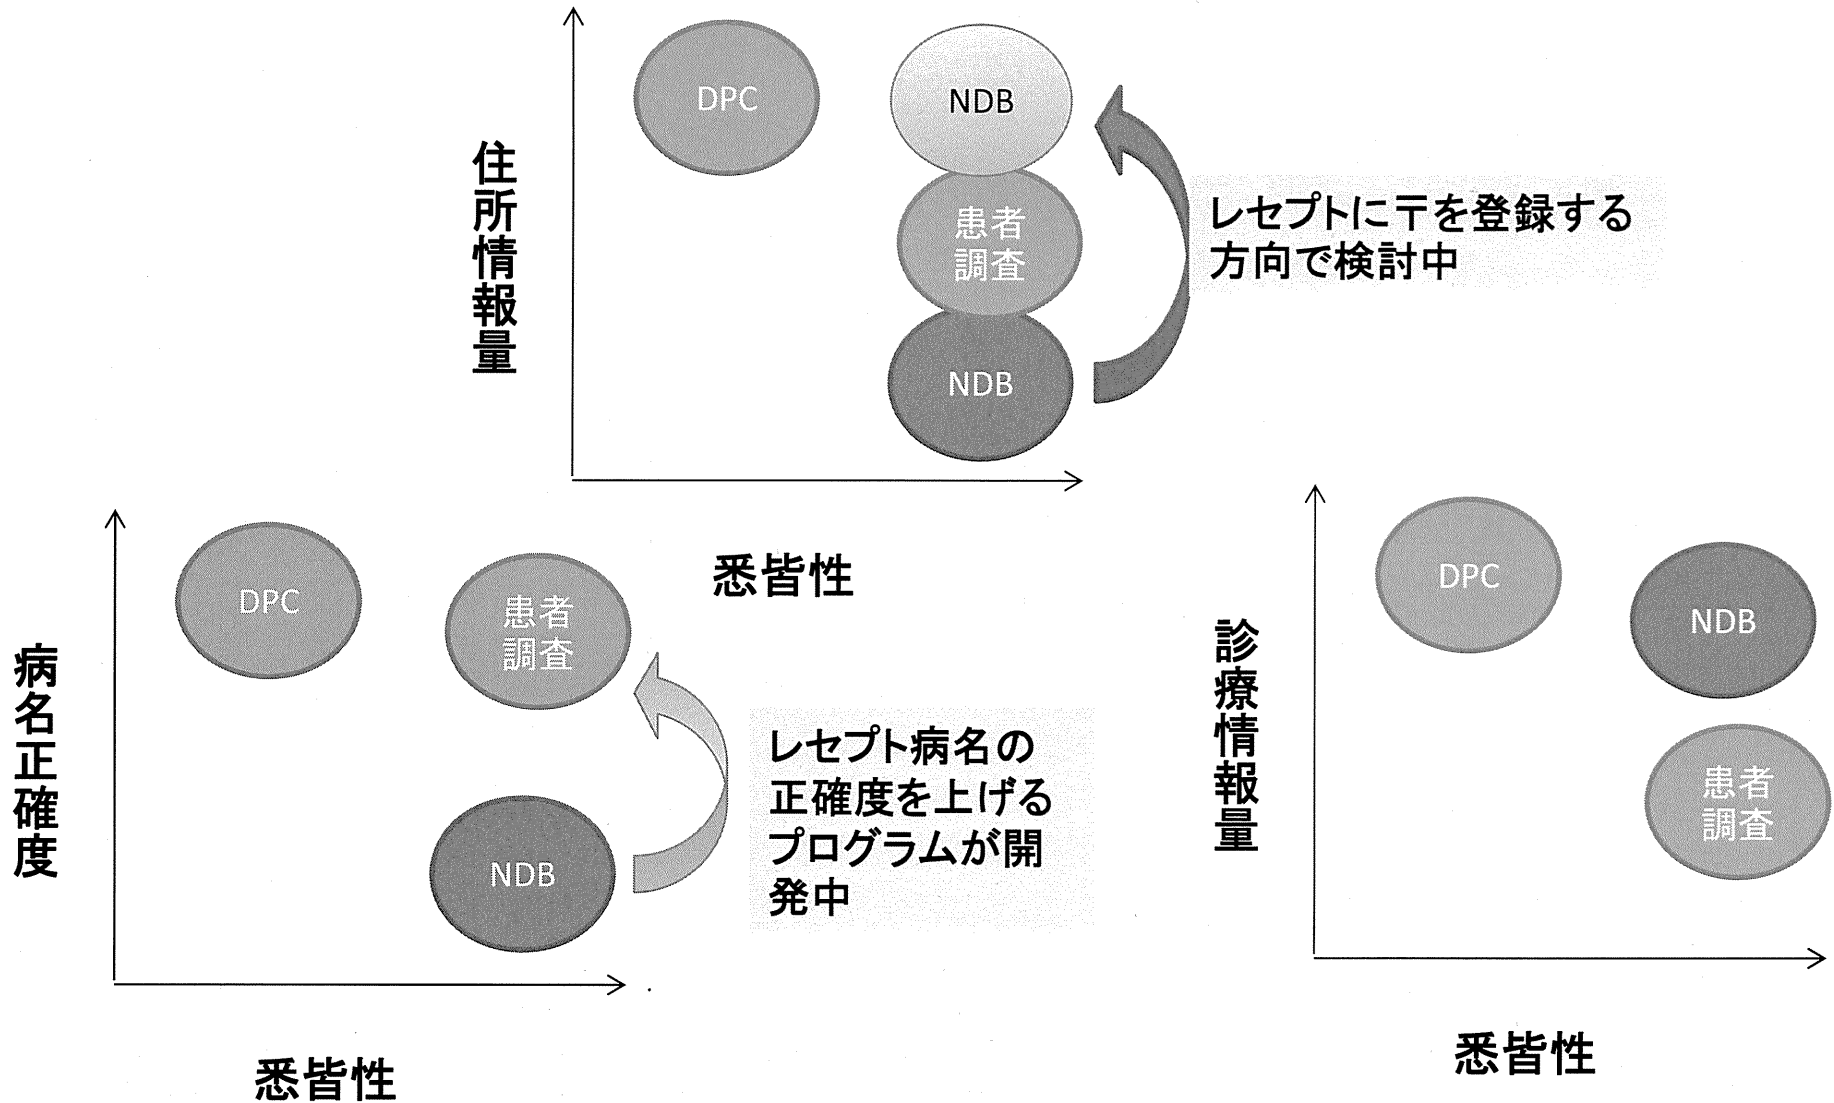 住所情報量
DPC
NDB
患者
調査
NDB
レセプトに〒を登録する
方向で検討中
悉皆性
病名正確度
DPC
患者
調査
NDB
レセプト病名の
正確度を上げる
プログラムが開
発中
悉皆性
診療情報量
DPC
NDB
患者
調査
悉皆性